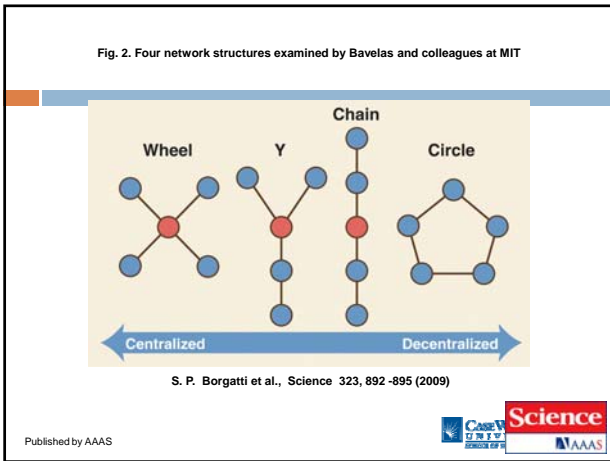 Fig. 2. Four network structures examined by Bavelas and colleagues at MIT
Chain
Wheel
Y
Circle
Centralized
Decentralized
S. P. Borgatti et al., Science 323, 892 -895 (2009)
Published by AAAS
Science
AAAS